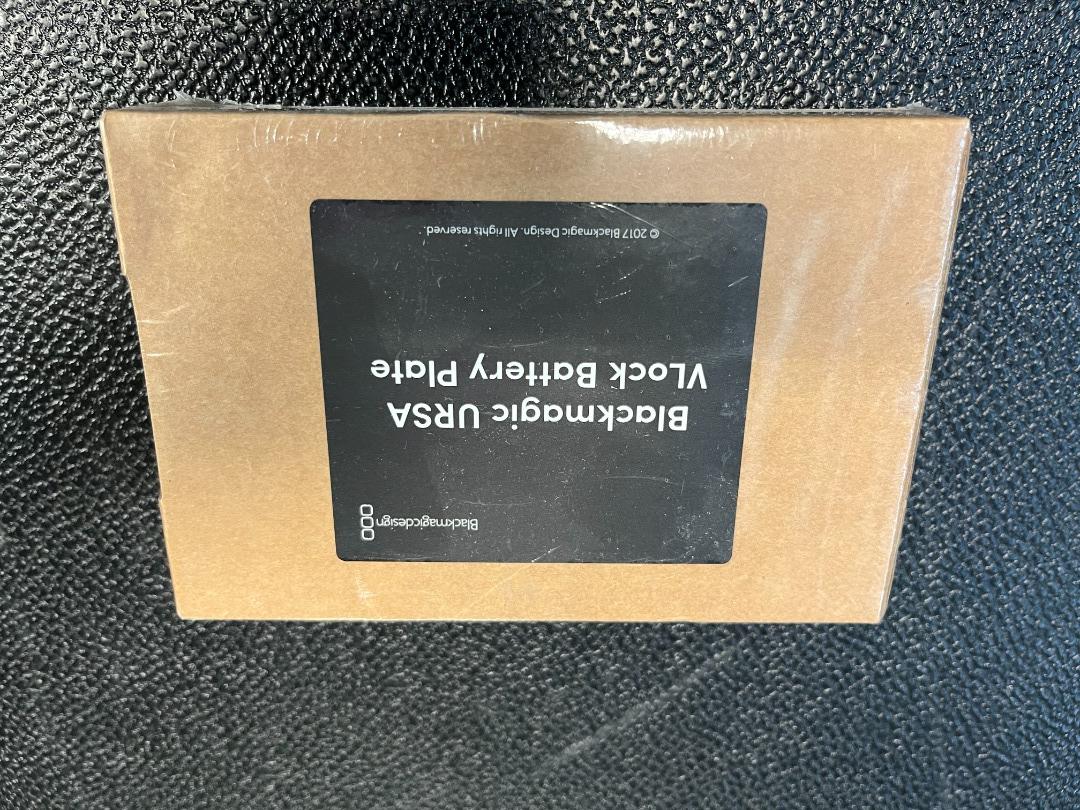 Blackmagicdesign
Blackmagic URSA
VLock Battery Plate
© 2017 Blackmagic Design. All rights reserved.